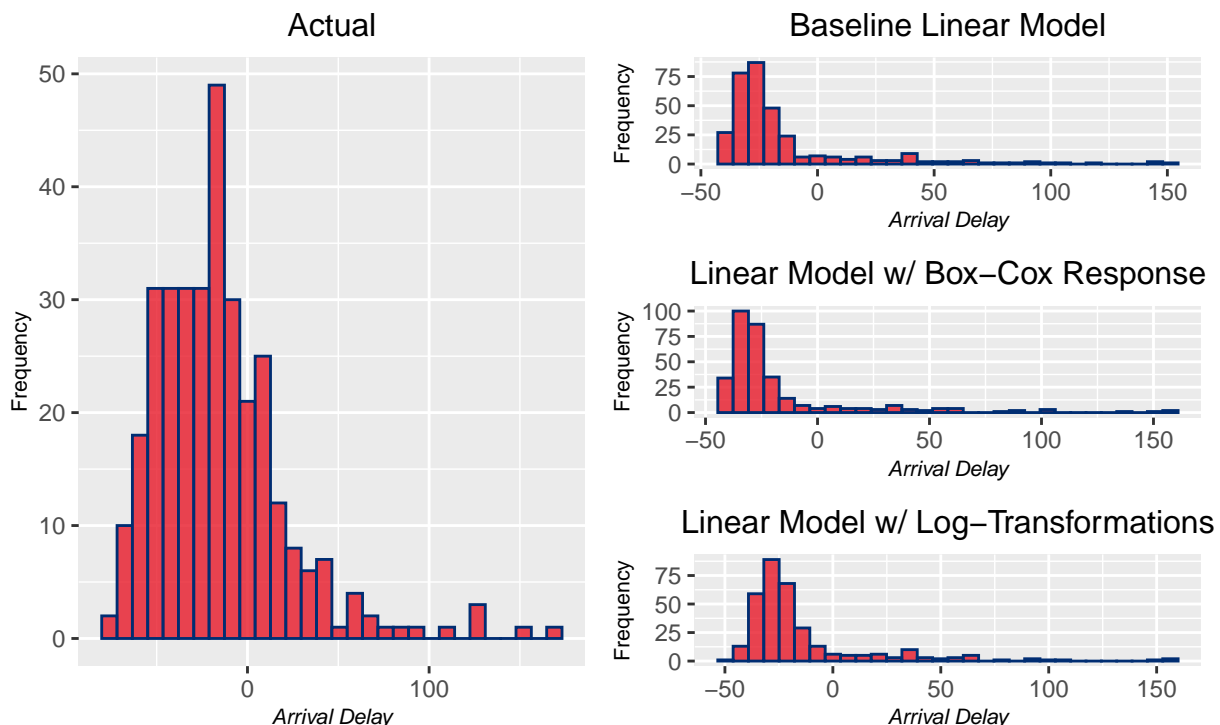 Actual
50
40
30
20
10
0
Frequency
0 100
Arrival Delay
Baseline Linear Model
75
50
25
0
Frequency
−50 0 50 100 150
Arrival Delay
Linear Model w/ Box−Cox Response
100
75
50
25
0
Frequency
−50 0 50 100 150
Arrival Delay
Linear Model w/ Log−Transformations
75
50
25
0
Frequency
−50 0 50 100 150
Arrival Delay